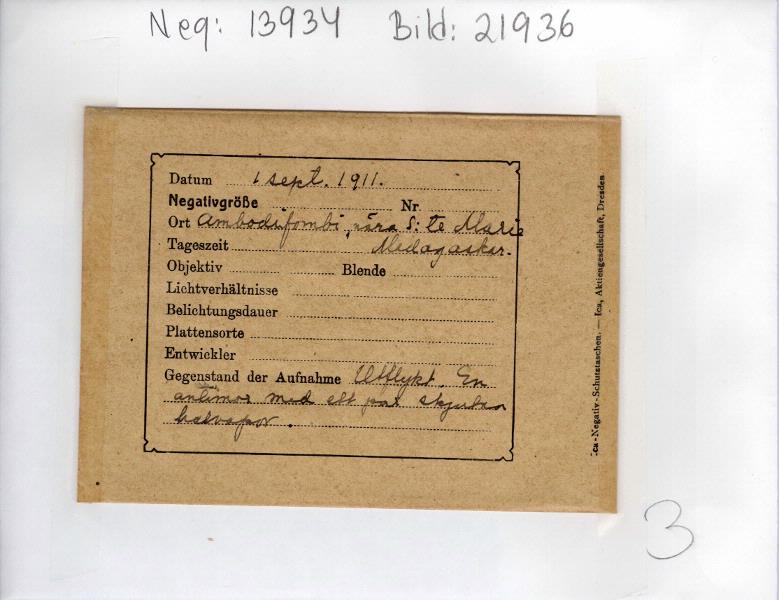 Neg: 13934 Bild: 21936
Datum 1 sept. 1911.
Negativgröße Nr.
Ort Ambodifombi, nära S:te Marie
Tageszeit Madagaskar.
Objektiv Blende
Lichtverhältnisse
Belichtungsdauer
Plattensorte
Entwickler
Gegenstand der Aufnahme Utflykt. En
antimor med ett par skjutna
halvapor.
Ica-Negativ-Schutztaschen. — Ica, Aktiengesellschaft, Dresden
3